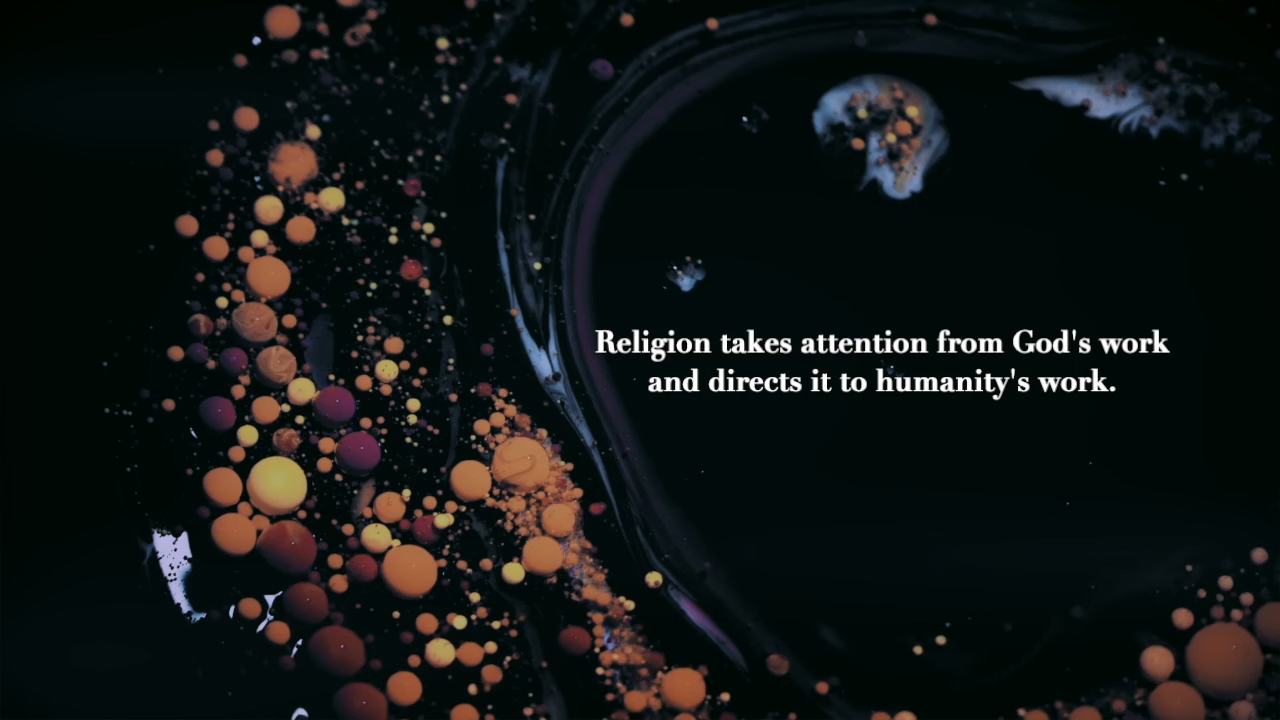 Religion takes attention from God's work
and directs it to humanity's work.